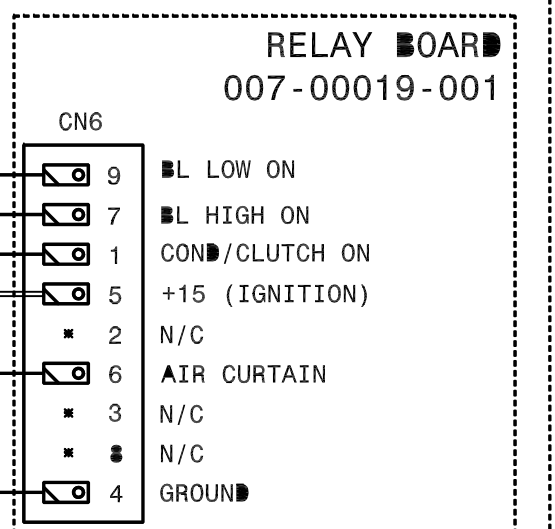 RELAY BOARD
007-00019-001
CN6
9 BL LOW ON
7 BL HIGH ON
1 COND/CLUTCH ON
5 +15 (IGNITION)
* 2 N/C
6 AIR CURTAIN
* 3 N/C
* 8 N/C
4 GROUND